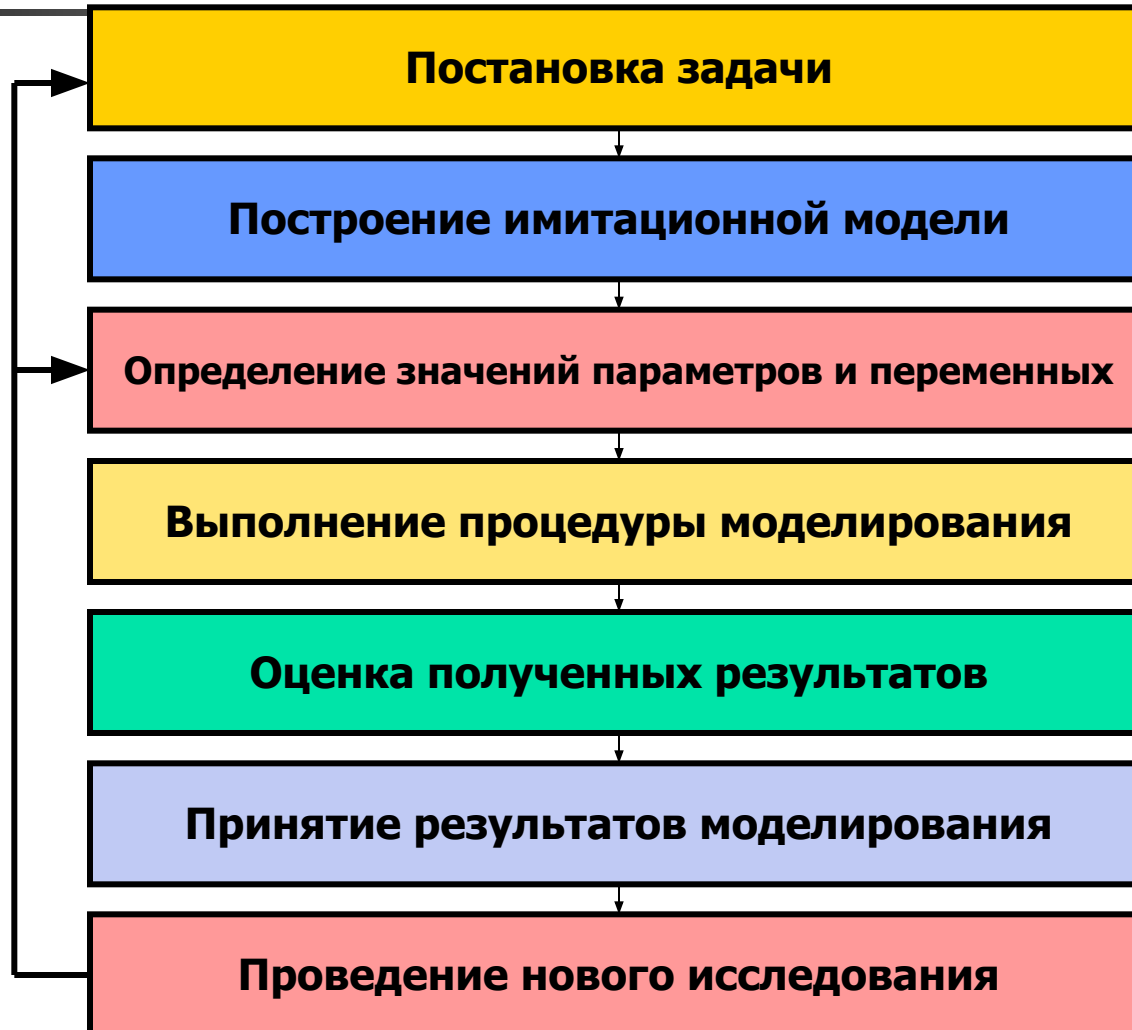 Постановка задачи
Построение имитационной модели
Определение значений параметров и переменных
Выполнение процедуры моделирования
Оценка полученных результатов
Принятие результатов моделирования
Проведение нового исследования